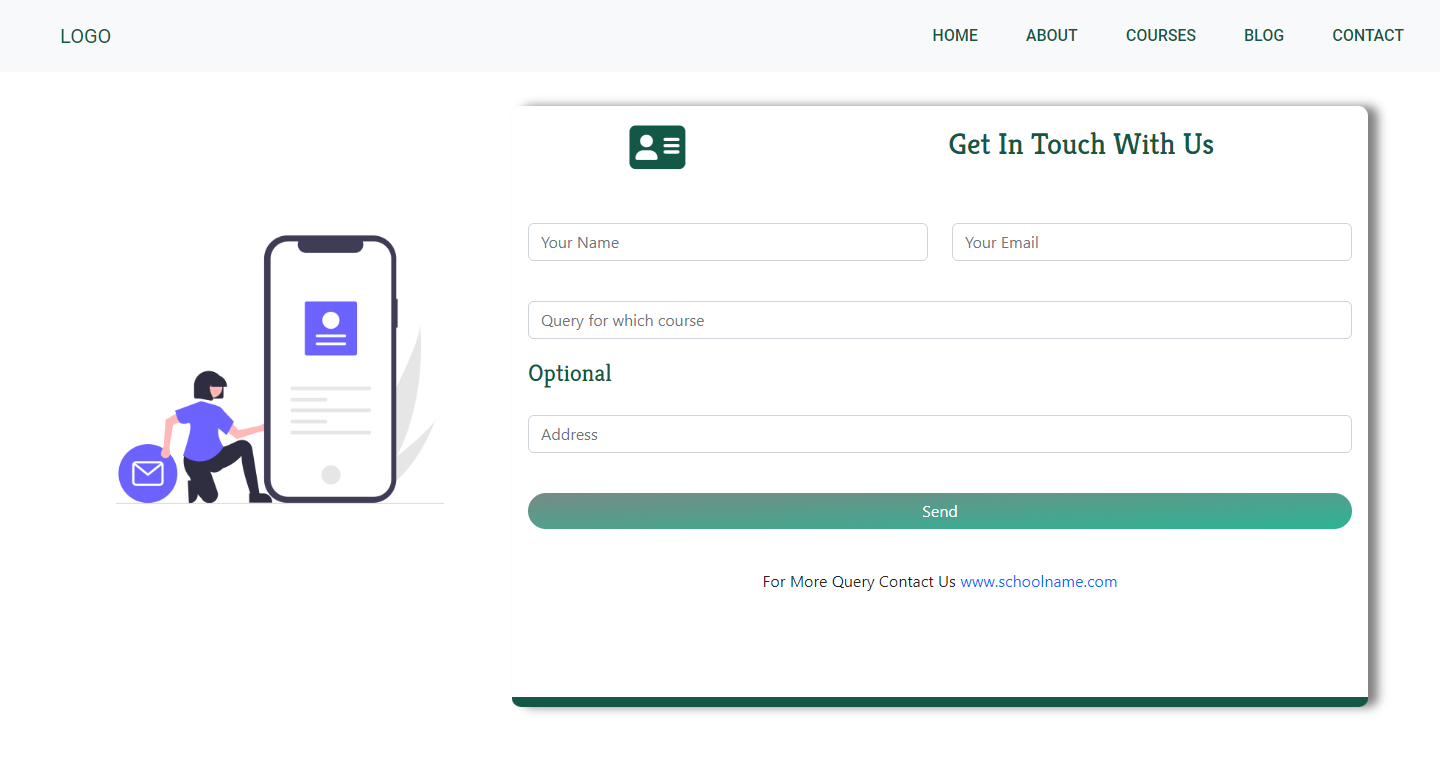 LOGO
HOME ABOUT COURSES BLOG CONTACT
Get In Touch With Us
Your Name
Your Email
Query for which course
Optional
Address
Send
For More Query Contact Us www.schoolname.com